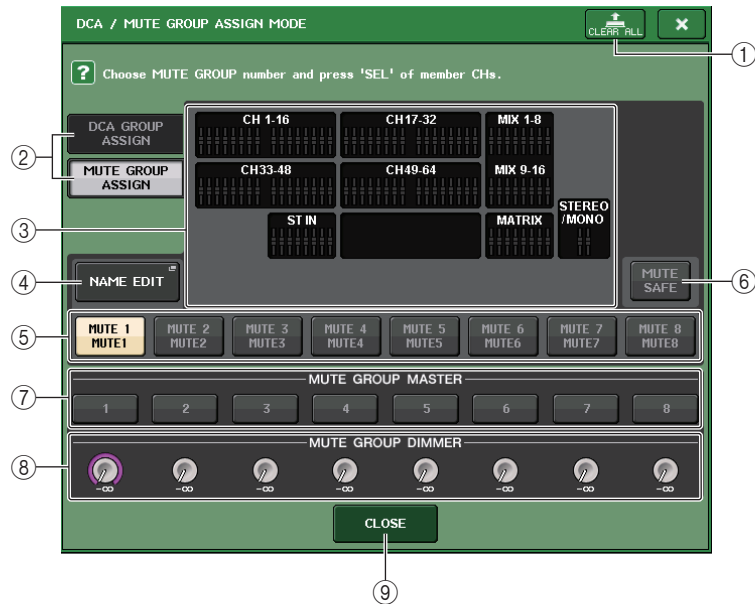 DCA / MUTE GROUP ASSIGN MODE
CLEAR ALL
×
①
? Choose MUTE GROUP number and press 'SEL' of member CHs.
②
DCA GROUP
ASSIGN
MUTE GROUP
ASSIGN
③
CH 1-16
CH17-32
MIX 1-8
CH33-48
CH49-64
MIX 9-16
ST IN
MATRIX
STEREO
/MONO
④
NAME EDIT
MUTE
SAFE
⑥
⑤
MUTE 1
MUTE1
MUTE 2
MUTE2
MUTE 3
MUTE3
MUTE 4
MUTE4
MUTE 5
MUTE5
MUTE 6
MUTE6
MUTE 7
MUTE7
MUTE 8
MUTE8
⑦
MUTE GROUP MASTER
1 2 3 4 5 6 7 8
⑧
MUTE GROUP DIMMER
-∞ -∞ -∞ -∞ -∞ -∞ -∞ -∞
CLOSE
⑨